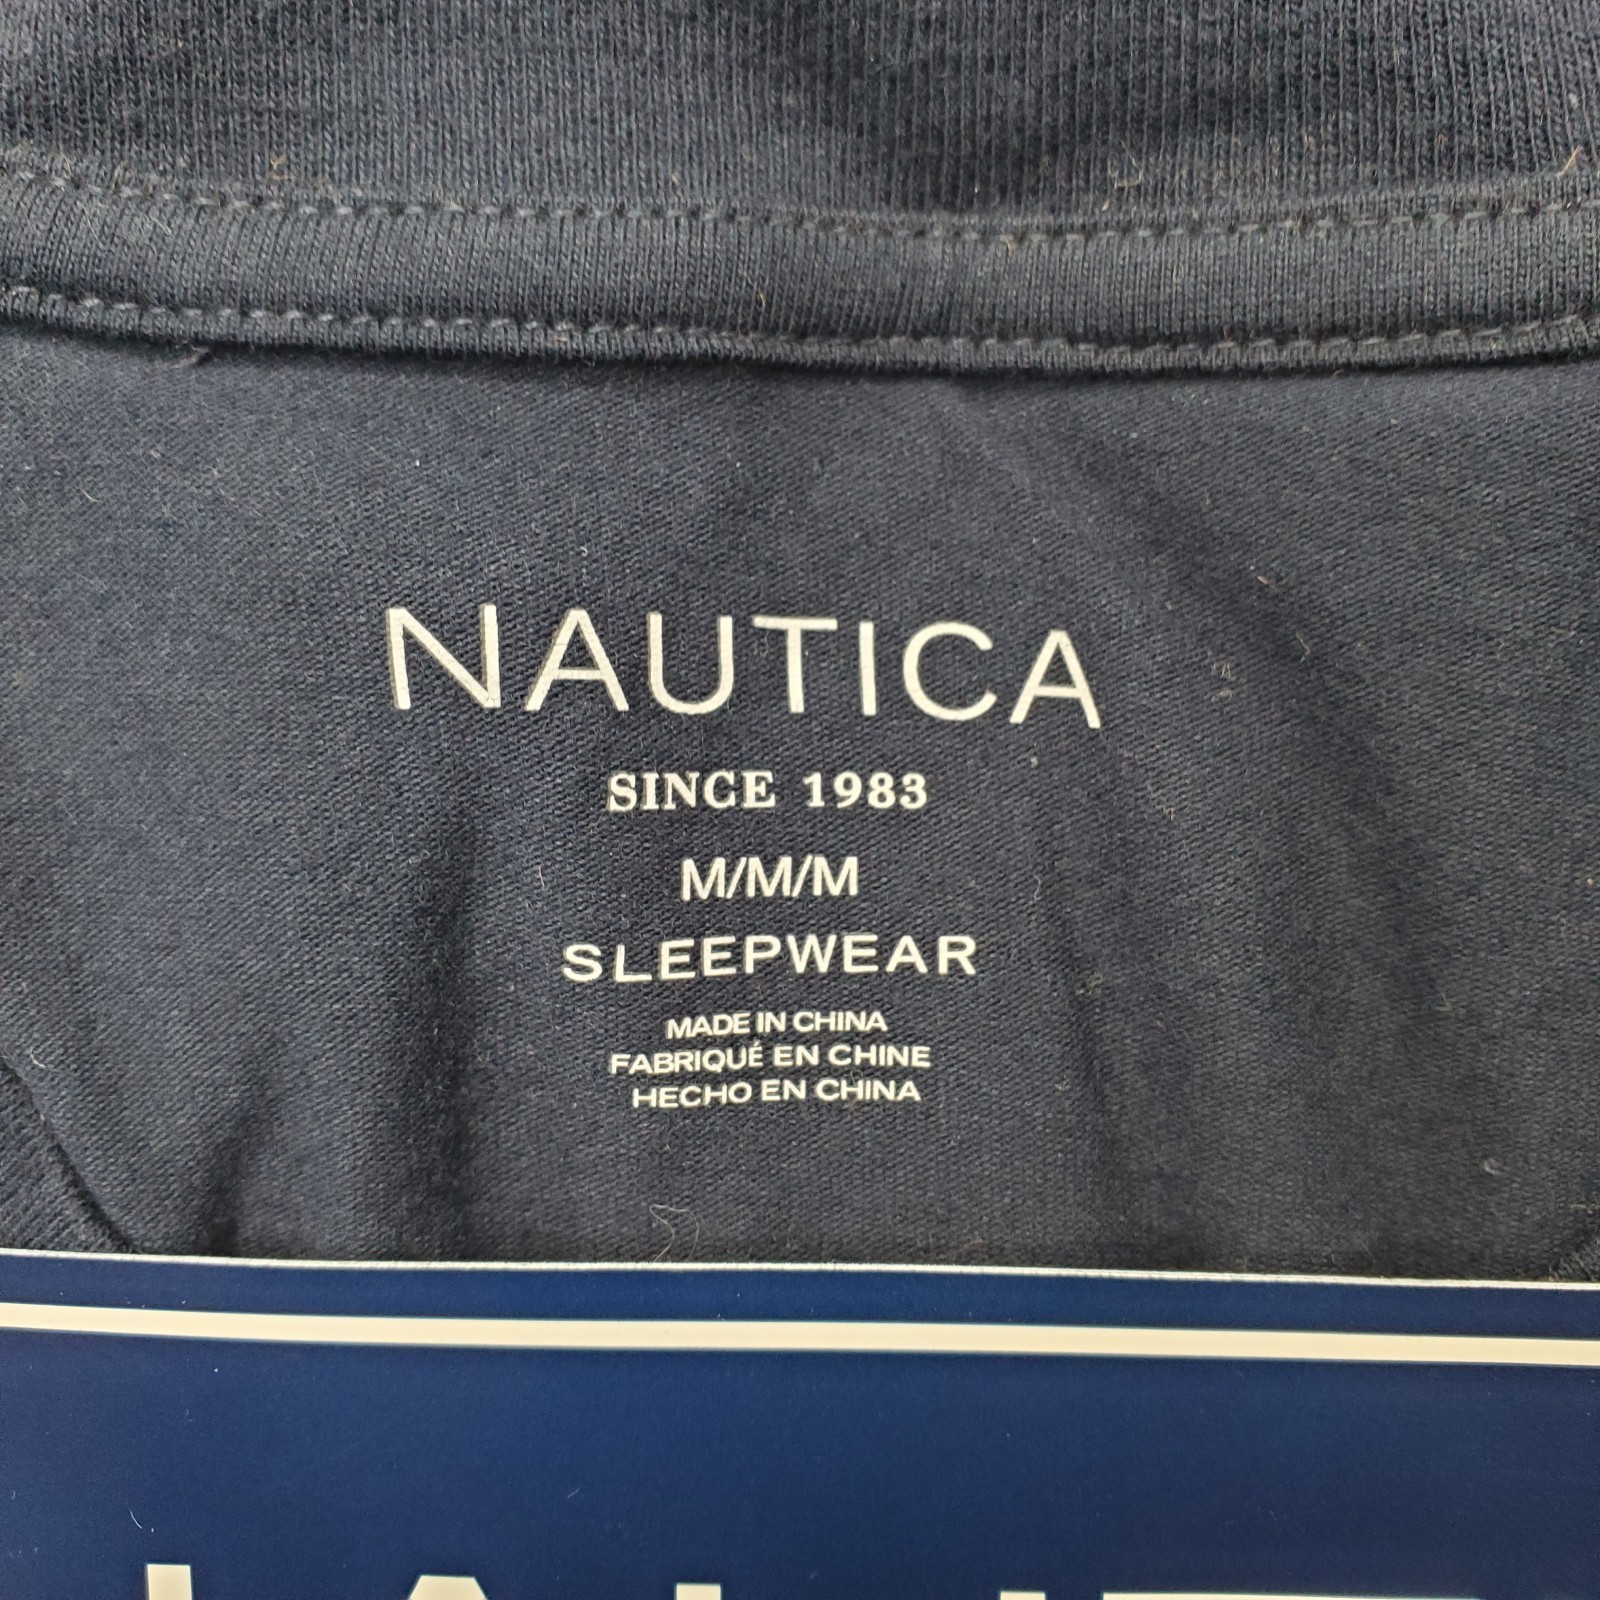 NAUTICA
SINCE 1983
M/M/M
SLEEPWEAR
MADE IN CHINA
FABRIQUÉ EN CHINE
HECHO EN CHINA